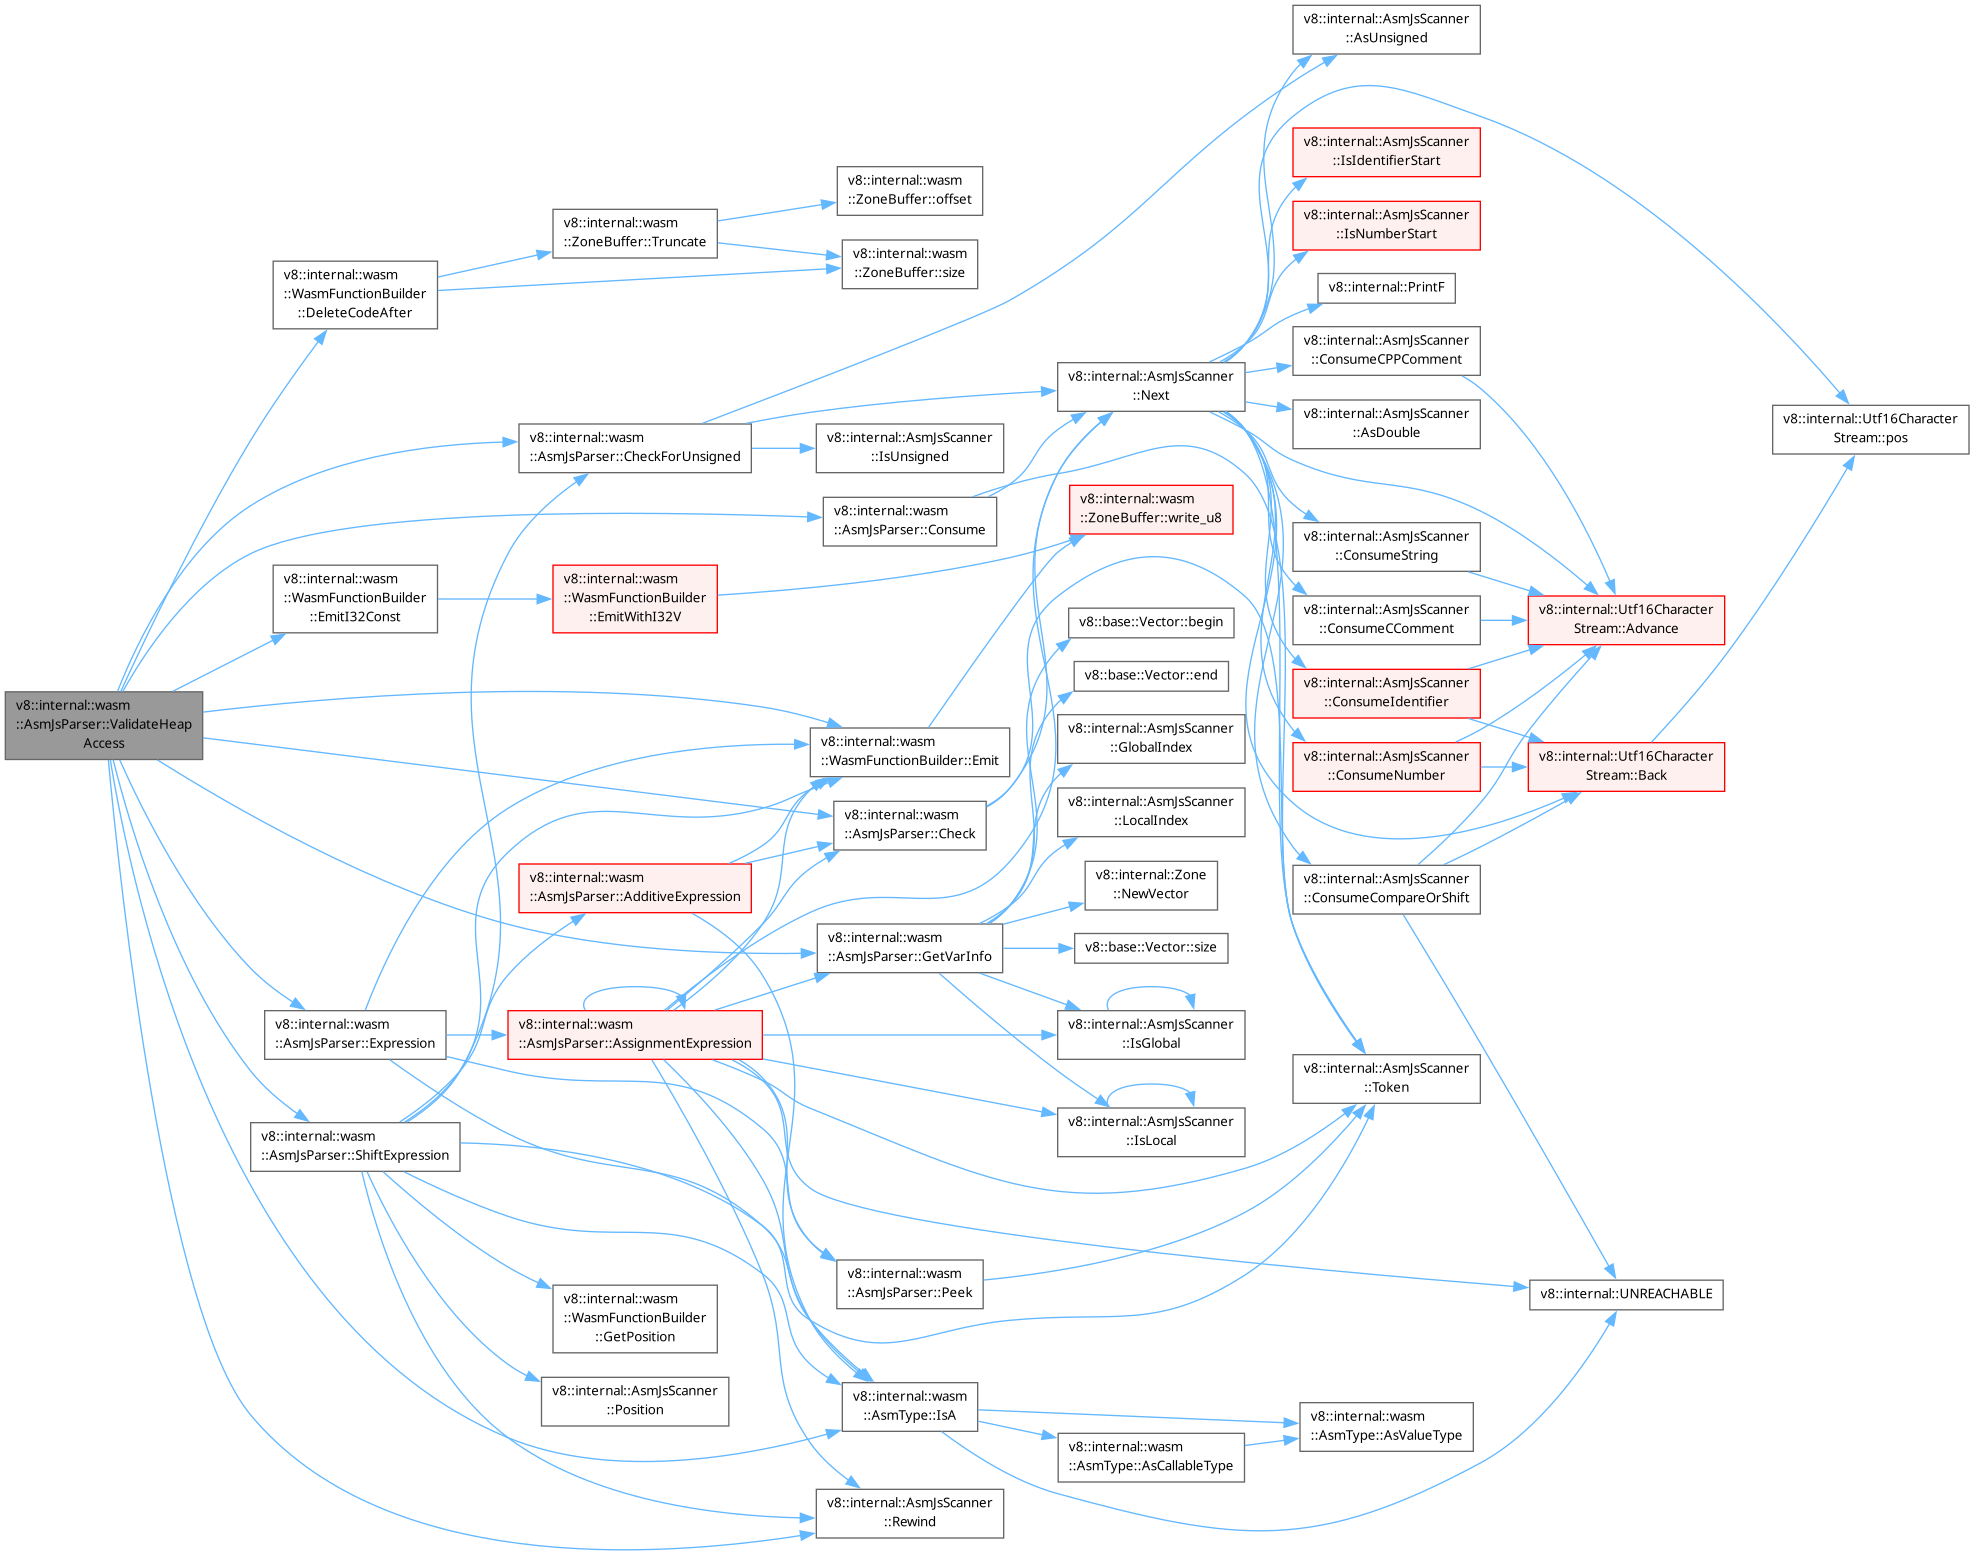 v8::internal::wasm
::AsmJsParser::ValidateHeap
Access
v8::internal::wasm
::WasmFunctionBuilder
::DeleteCodeAfter
v8::internal::wasm
::WasmFunctionBuilder
::EmitI32Const
v8::internal::wasm
::AsmJsParser::Expression
v8::internal::wasm
::AsmJsParser::ShiftExpression
v8::internal::wasm
::ZoneBuffer::Truncate
v8::internal::wasm
::AsmJsParser::CheckForUnsigned
v8::internal::wasm
::WasmFunctionBuilder
::EmitWithI32V
v8::internal::wasm
::AsmJsParser::AdditiveExpression
v8::internal::wasm
::AsmJsParser::AssignmentExpression
v8::internal::wasm
::WasmFunctionBuilder
::GetPosition
v8::internal::AsmJsScanner
::Position
v8::internal::wasm
::ZoneBuffer::offset
v8::internal::wasm
::ZoneBuffer::size
v8::internal::AsmJsScanner
::IsUnsigned
v8::internal::wasm
::AsmJsParser::Consume
v8::internal::wasm
::WasmFunctionBuilder::Emit
v8::internal::wasm
::AsmJsParser::Check
v8::internal::wasm
::AsmJsParser::GetVarInfo
v8::internal::wasm
::AsmJsParser::Peek
v8::internal::wasm
::AsmType::IsA
v8::internal::AsmJsScanner
::Rewind
v8::internal::AsmJsScanner
::Next
v8::internal::wasm
::ZoneBuffer::write_u8
v8::base::Vector::begin
v8::base::Vector::end
v8::internal::AsmJsScanner
::GlobalIndex
v8::internal::AsmJsScanner
::LocalIndex
v8::internal::Zone
::NewVector
v8::base::Vector::size
v8::internal::AsmJsScanner
::IsGlobal
v8::internal::AsmJsScanner
::IsLocal
v8::internal::wasm
::AsmType::AsCallableType
v8::internal::AsmJsScanner
::AsUnsigned
v8::internal::AsmJsScanner
::IsIdentifierStart
v8::internal::AsmJsScanner
::IsNumberStart
v8::internal::PrintF
v8::internal::AsmJsScanner
::ConsumeCPPComment
v8::internal::AsmJsScanner
::AsDouble
v8::internal::AsmJsScanner
::ConsumeString
v8::internal::AsmJsScanner
::ConsumeCComment
v8::internal::AsmJsScanner
::ConsumeIdentifier
v8::internal::AsmJsScanner
::ConsumeNumber
v8::internal::AsmJsScanner
::ConsumeCompareOrShift
v8::internal::AsmJsScanner
::Token
v8::internal::wasm
::AsmType::AsValueType
v8::internal::Utf16Character
Stream::Advance
v8::internal::Utf16Character
Stream::Back
v8::internal::UNREACHABLE
v8::internal::Utf16Character
Stream::pos